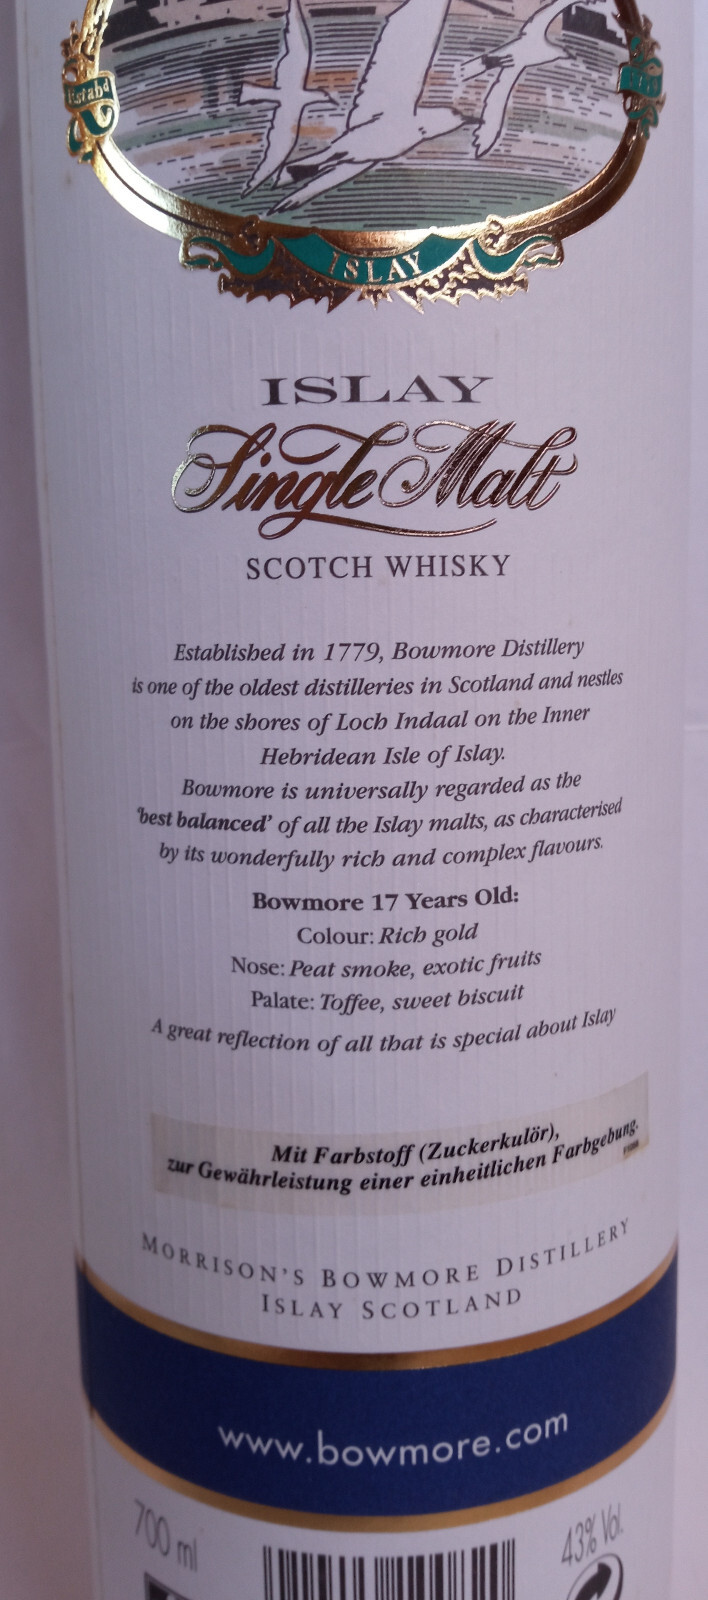 ISLAY
ISLAY
Single Malt
SCOTCH WHISKY
Established in 1779, Bowmore Distillery
is one of the oldest distilleries in Scotland and nestles
on the shores of Loch Indaal on the Inner
Hebridean Isle of Islay.
Bowmore is universally regarded as the
'best balanced' of all the Islay malts, as characterised
by its wonderfully rich and complex flavours.
Bowmore 17 Years Old:
Colour: Rich gold
Nose: Peat smoke, exotic fruits
Palate: Toffee, sweet biscuit
A great reflection of all that is special about Islay
Mit Farbstoff (Zuckerkulör),
zur Gewährleistung einer einheitlichen Farbgebung.
MORRISON'S BOWMORE DISTILLERY
ISLAY SCOTLAND
www.bowmore.com
700 ml
43% Vol.